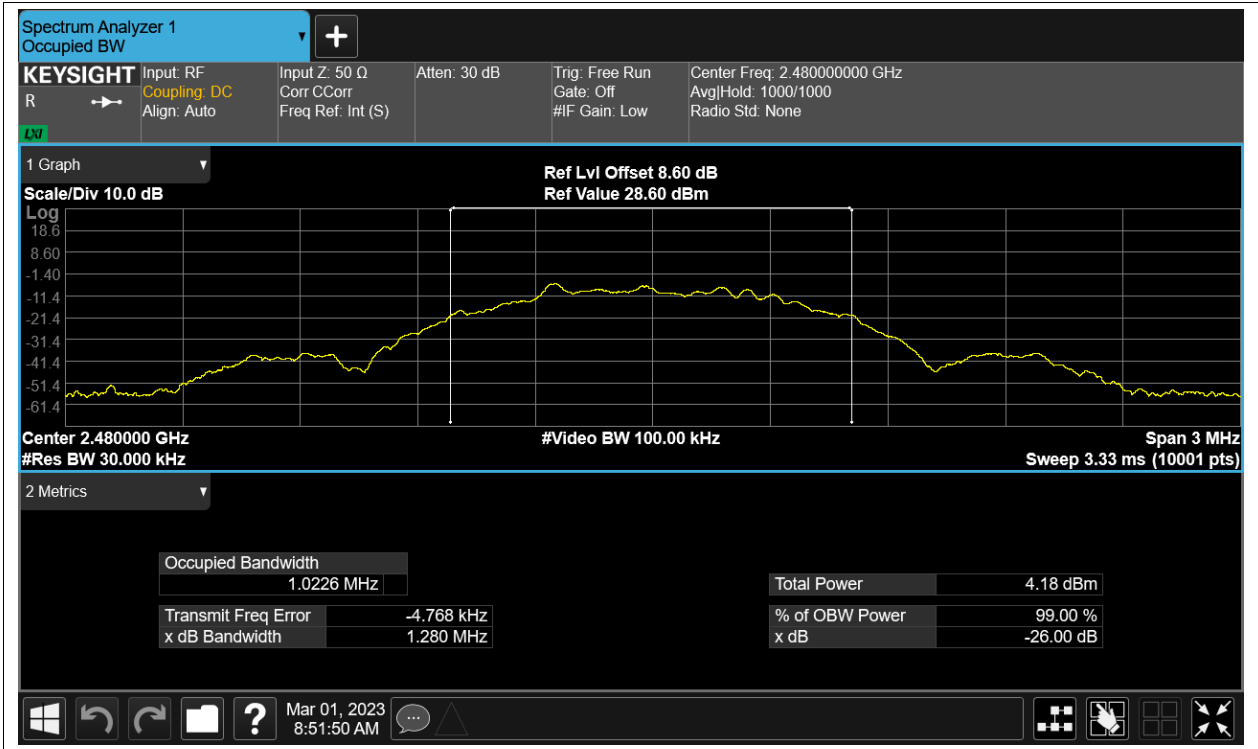 Spectrum Analyzer 1
Occupied BW
KEYSIGHT
R
LXI
Input: RF
Coupling: DC
Align: Auto
Input Z: 50 Ω
Corr CCorr
Freq Ref: Int (S)
Atten: 30 dB
Trig: Free Run
Gate: Off
#IF Gain: Low
Center Freq: 2.480000000 GHz
Avg|Hold: 1000/1000
Radio Std: None
1 Graph
Scale/Div 10.0 dB
Ref Lvl Offset 8.60 dB
Ref Value 28.60 dBm
Log
18.6
8.60
-1.40
-11.4
-21.4
-31.4
-41.4
-51.4
-61.4
Center 2.480000 GHz
#Res BW 30.000 kHz
#Video BW 100.00 kHz
Span 3 MHz
Sweep 3.33 ms (10001 pts)
2 Metrics
Occupied Bandwidth
1.0226 MHz
Transmit Freq Error -4.768 kHz
x dB Bandwidth 1.280 MHz
Total Power 4.18 dBm
% of OBW Power 99.00 %
x dB -26.00 dB
?
Mar 01, 2023
8:51:50 AM